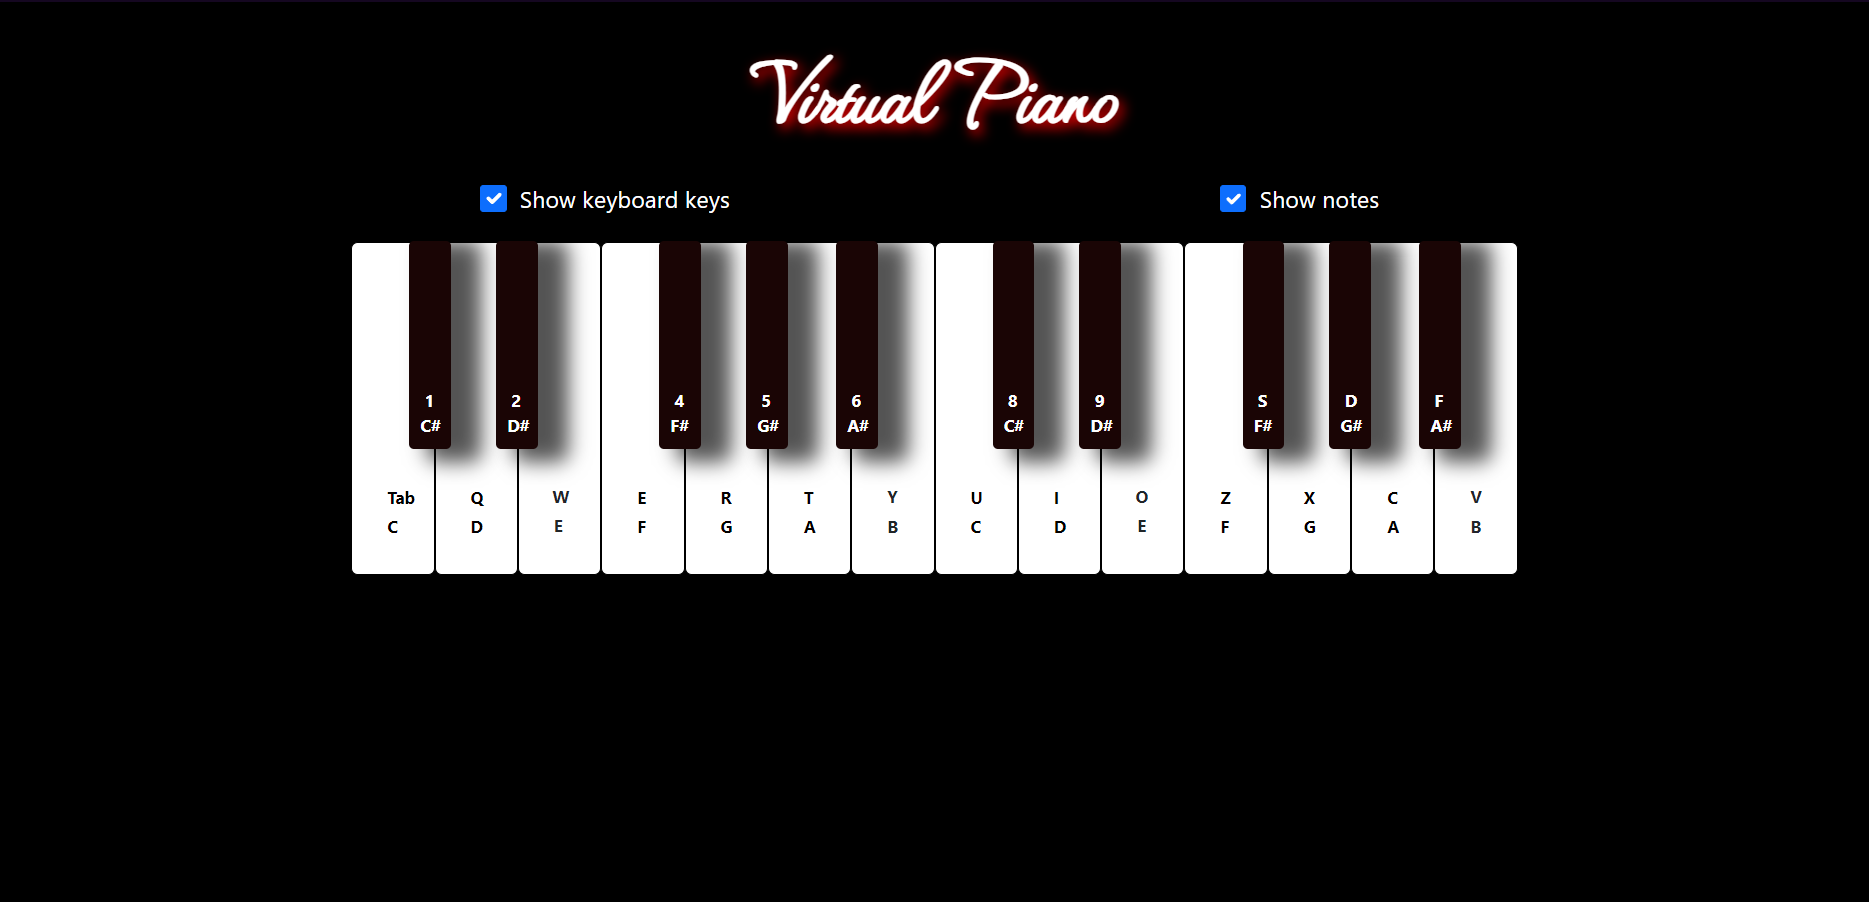 Virtual Piano
Show keyboard keys Show notes
1 2 4 5 6 8 9 S D F
C# D# F# G# A# C# D# F# G# A#
Tab Q W E R T Y U I O Z X C V
C D E F G A B C D E F G A B